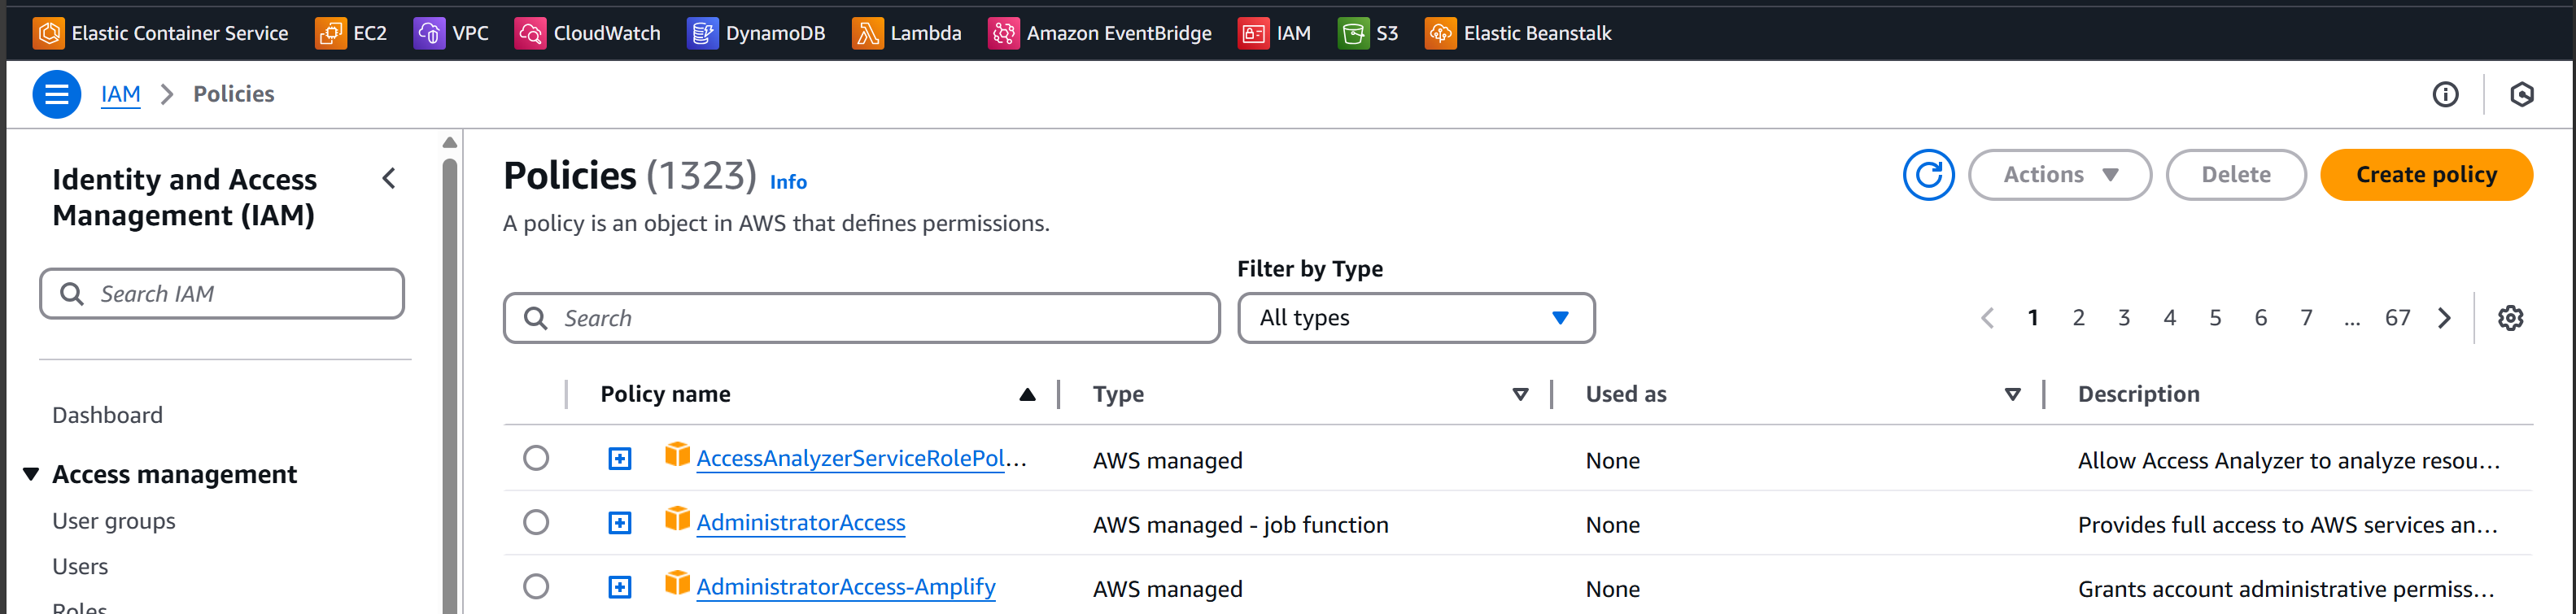 Elastic Container Service EC2 VPC CloudWatch DynamoDB Lambda Amazon EventBridge IAM S3 Elastic Beanstalk
IAM Policies
Identity and Access
Management (IAM)
Search IAM
Dashboard
Access management
User groups
Users
Roles
Policies (1323) Info
Actions Delete Create policy
A policy is an object in AWS that defines permissions.
Filter by Type
Search All types 1 2 3 4 5 6 7 ... 67
Policy name Type Used as Description
AccessAnalyzerServiceRolePol... AWS managed None Allow Access Analyzer to analyze resou...
AdministratorAccess AWS managed - job function None Provides full access to AWS services an...
AdministratorAccess-Amplify AWS managed None Grants account administrative permiss...